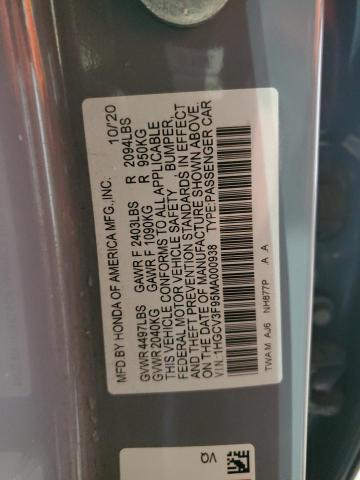 MFD BY HONDA OF AMERICA MFG.,INC. 10/20
GVWR 4497LBS GAWR F 2403LBS R 2094LBS
GVWR 2040KG GAWR F 1090KG R 950KG
THIS VEHICLE CONFORMS TO ALL APPLICABLE
FEDERAL MOTOR VEHICLE SAFETY, BUMPER,
AND THEFT PREVENTION STANDARDS IN EFFECT
ON THE DATE OF MANUFACTURE SHOWN ABOVE.
VIN:1HGCV3F95MA000938 TYPE:PASSENGER CAR
TWA M AJ6 NH877P A A
VQ